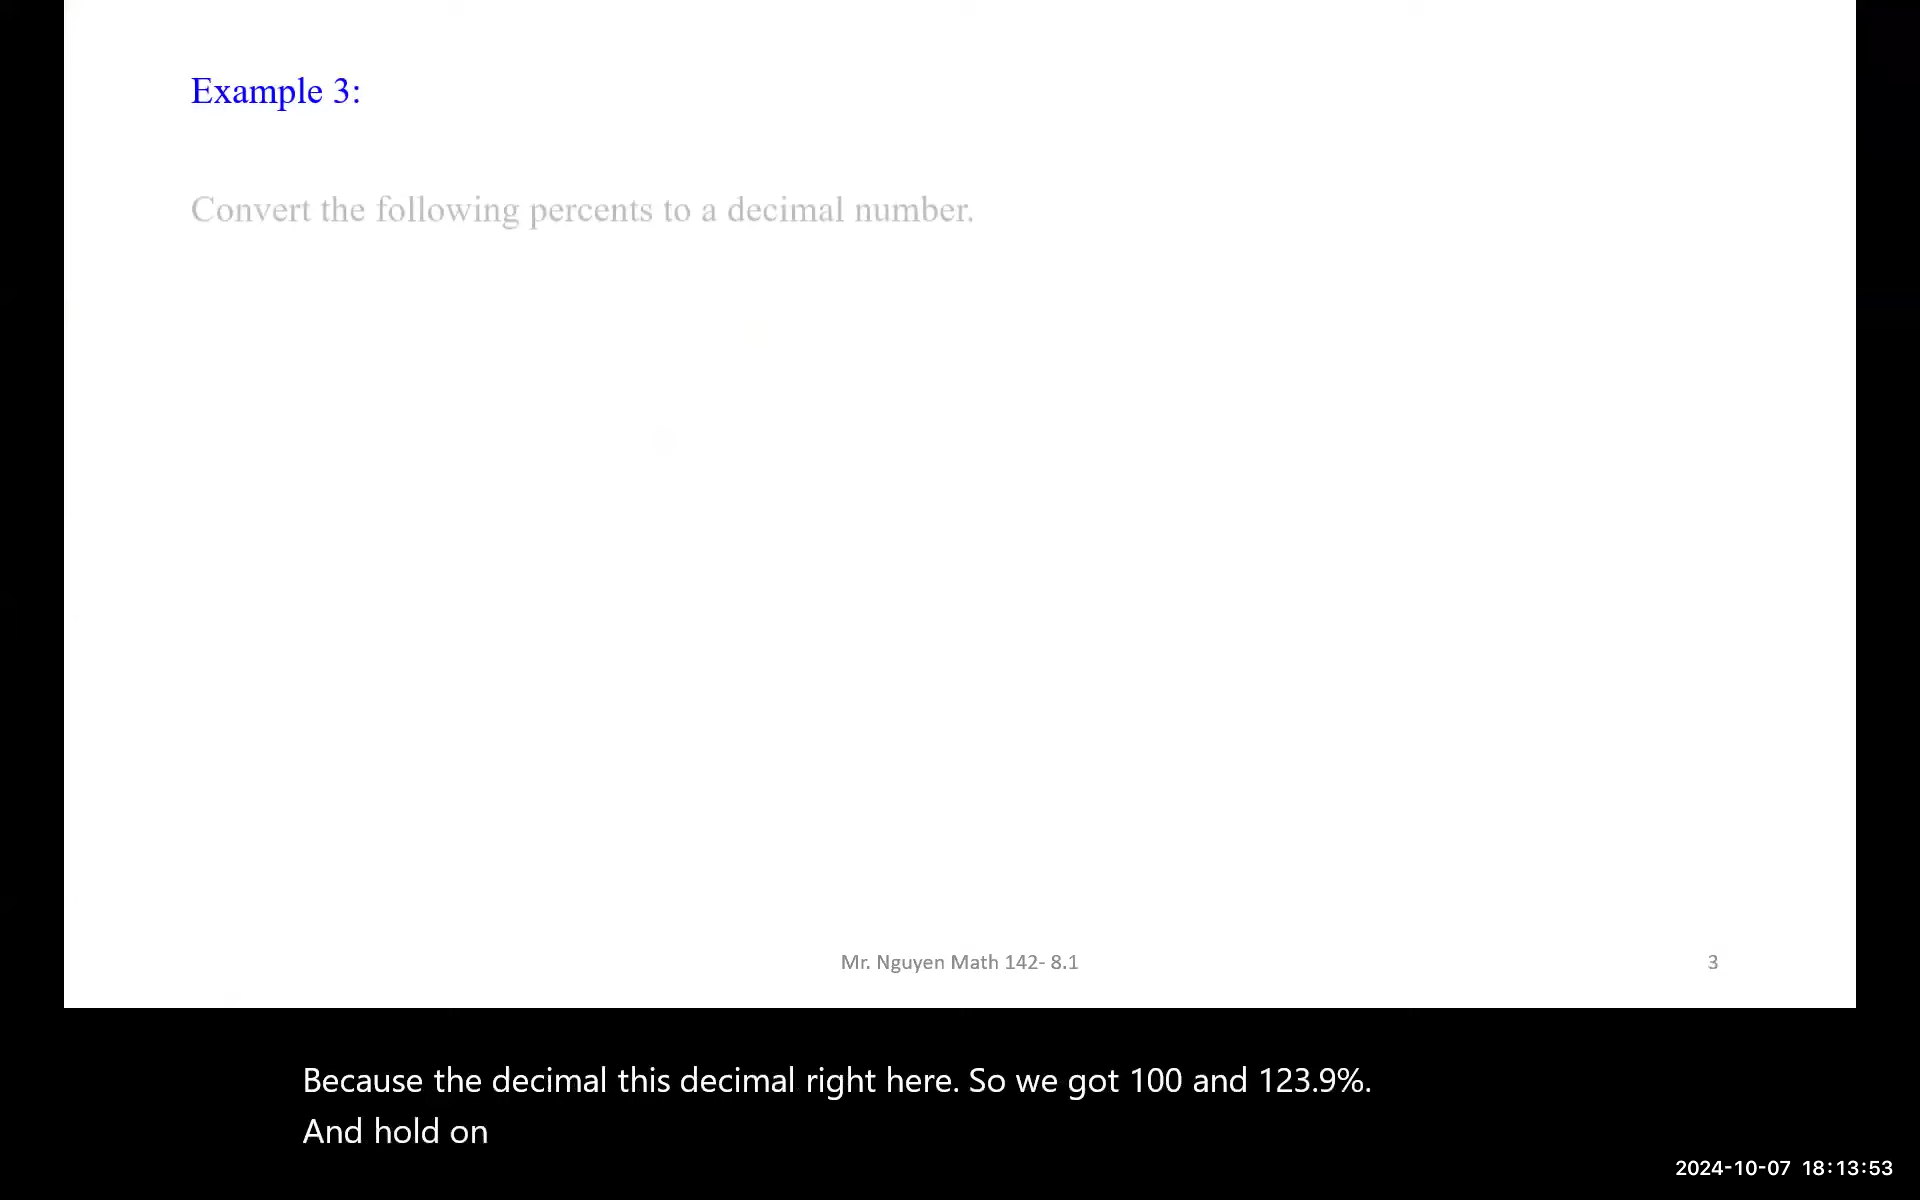 Example 3:
Convert the following percents to a decimal number.
Mr. Nguyen Math 142- 8.1
3
Because the decimal this decimal right here. So we got 100 and 123.9%.
And hold on
2024-10-07 18:13:53